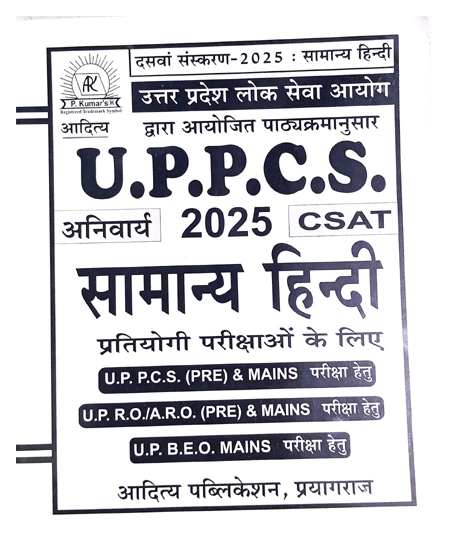 दसवां संस्करण-2025 : सामान्य हिन्दी
AK
P. Kumar's
Registered Trademark Symbol
उत्तर प्रदेश लोक सेवा आयोग
आदित्य द्वारा आयोजित पाठ्यक्रमानुसार
U.P.P.C.S.
अनिवार्य 2025 CSAT
सामान्य हिन्दी
प्रतियोगी परीक्षाओं के लिए
U.P. P.C.S. (PRE) & MAINS परीक्षा हेतु
U.P. R.O./A.R.O. (PRE) & MAINS परीक्षा हेतु
U.P. B.E.O. MAINS परीक्षा हेतु
आदित्य पब्लिकेशन, प्रयागराज